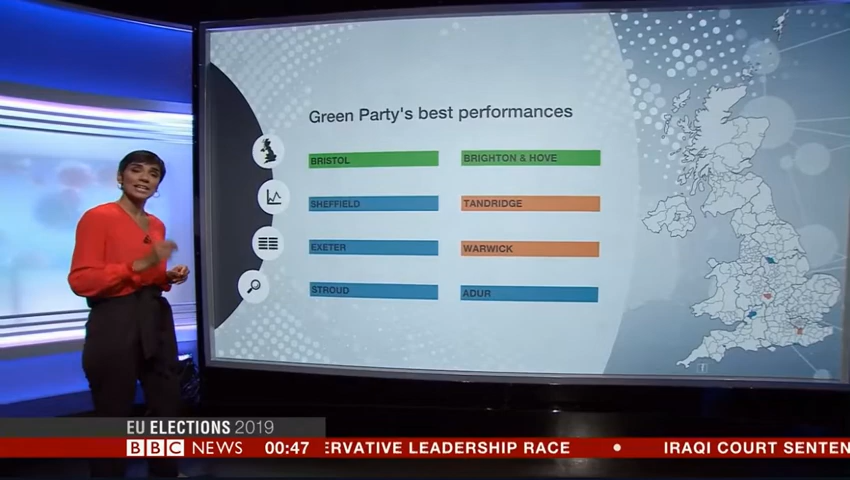 Green Party's best performances
BRISTOL
BRIGHTON & HOVE
SHEFFIELD
TANDRIDGE
EXETER
WARWICK
STROUD
ADUR
EU ELECTIONS 2019
BBC NEWS 00:47 ERVATIVE LEADERSHIP RACE • IRAQI COURT SENTEN